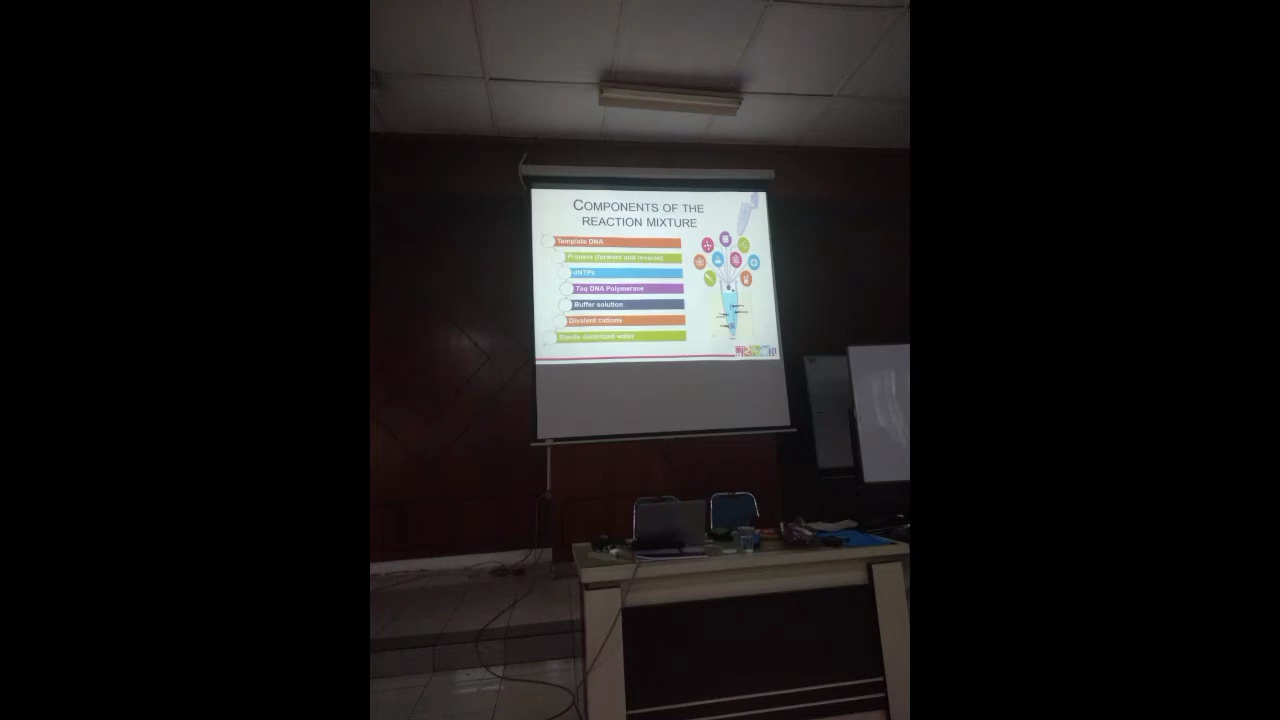 COMPONENTS OF THE
REACTION MIXTURE
Template DNA
Primers (forward and reverse)
dNTPs
Taq DNA Polymerase
Buffer solution
Divalent cations
Sterile deionized water